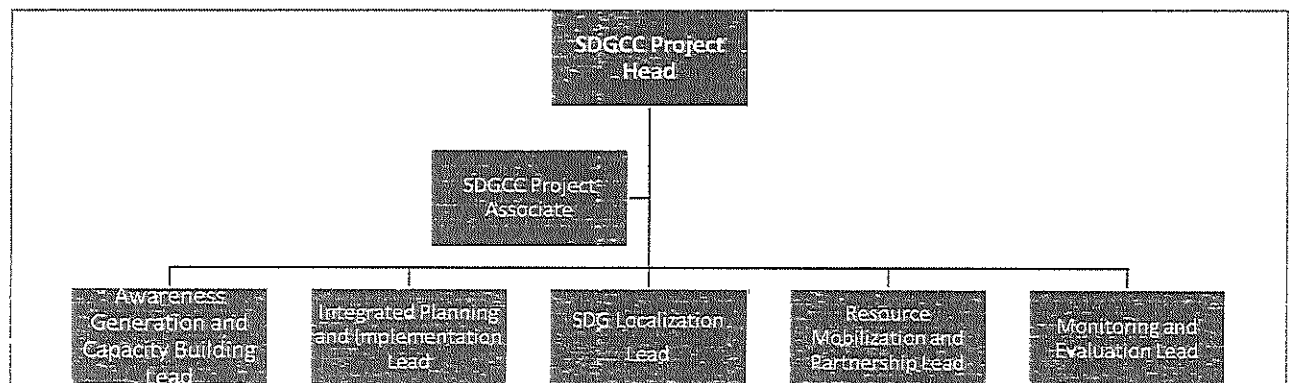 SDGCC Project
Head
SDGCC Project
Associate
Awareness
Generation and
Capacity Building
Lead
Integrated Planning
and Implementation
Lead
SDG Localization
Lead
Resource
Mobilization and
Partnership Lead
Monitoring and
Evaluation Lead